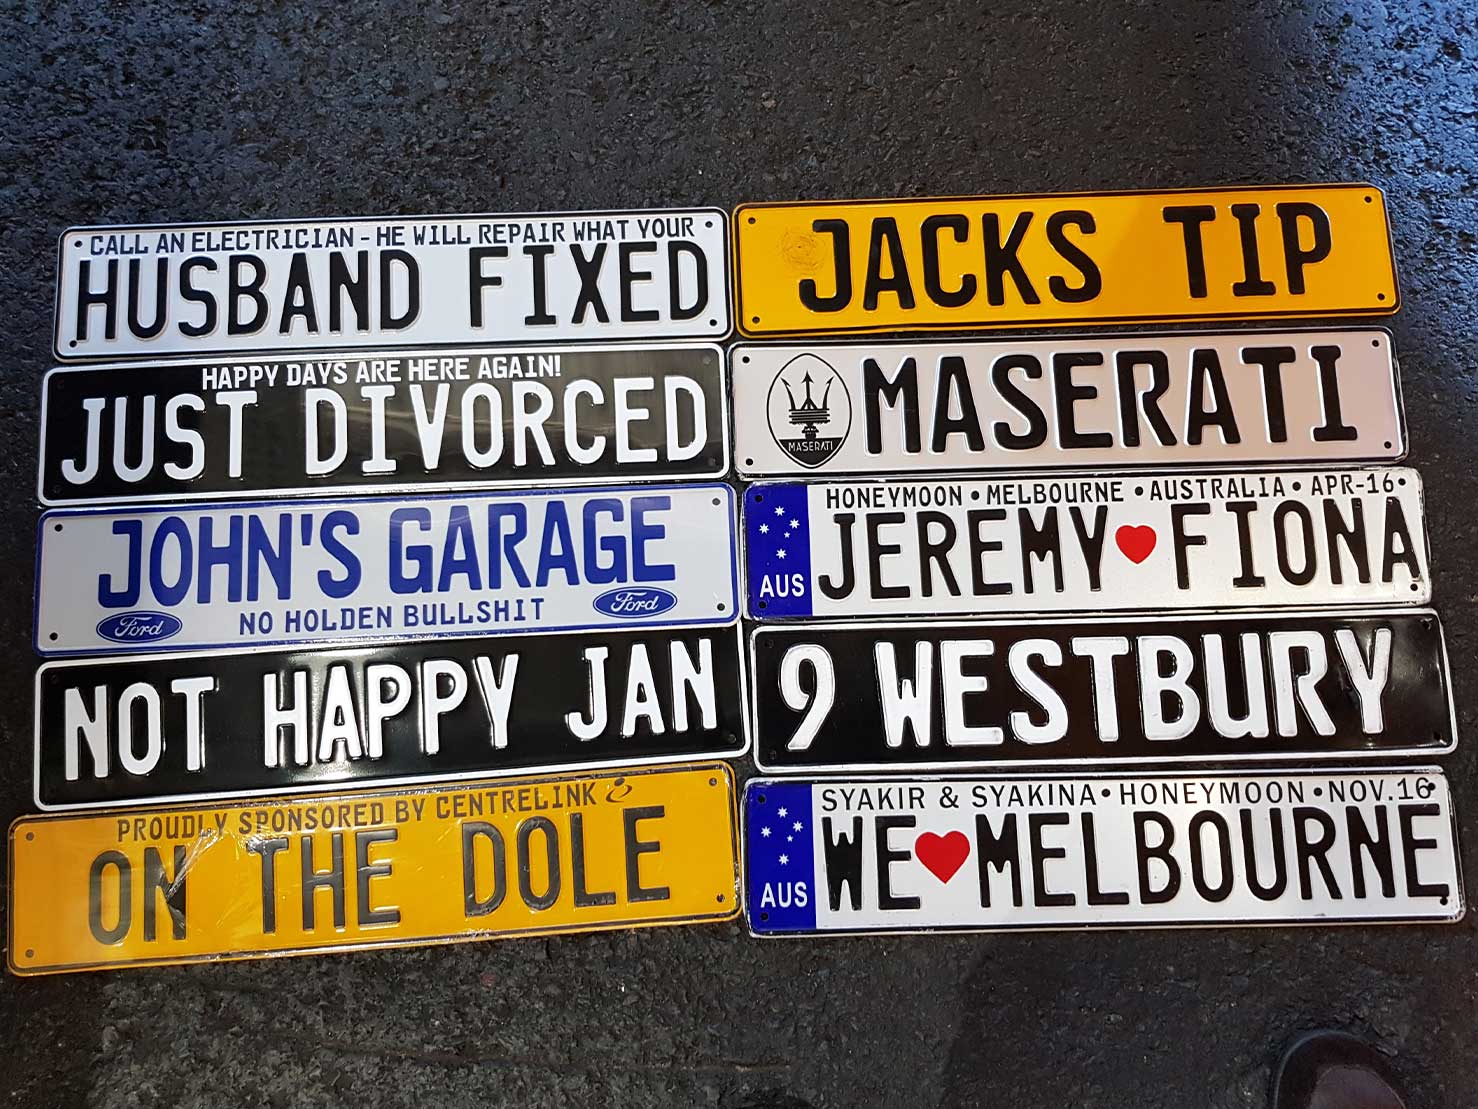 CALL AN ELECTRICIAN - HE WILL REPAIR WHAT YOUR
HUSBAND FIXED
HAPPY DAYS ARE HERE AGAIN!
JUST DIVORCED
JOHN'S GARAGE
Ford NO HOLDEN BULLSHIT Ford
NOT HAPPY JAN
PROUDLY SPONSORED BY CENTRELINK
ON THE DOLE
JACKS TIP
MASERATI MASERATI
HONEYMOON • MELBOURNE • AUSTRALIA • APR-16•
AUS JEREMY❤FIONA
9 WESTBURY
SYAKIR & SYAKINA • HONEYMOON • NOV.16
AUS WE❤MELBOURNE